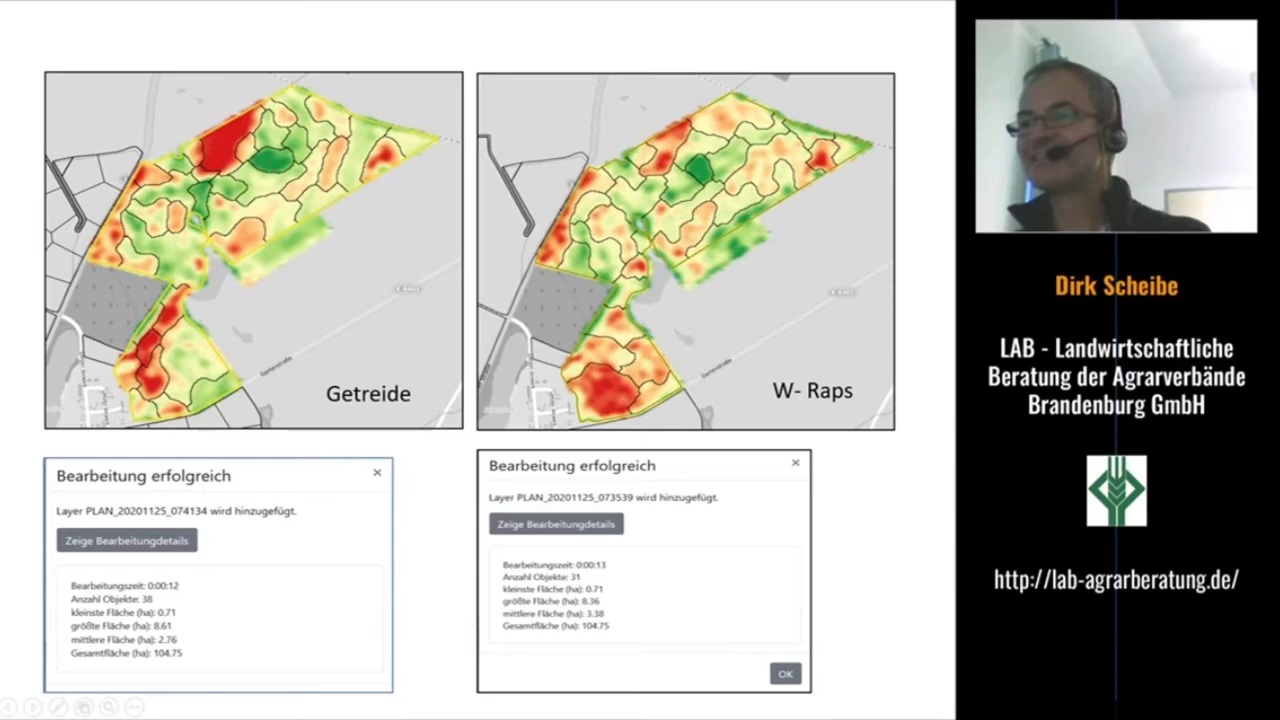 Getreide
W- Raps
Bearbeitung erfolgreich
×
Layer PLAN_20201125_074134 wird hinzugefügt.
Zeige Bearbeitungdetails
Bearbeitungszeit: 0:00:12
Anzahl Objekte: 38
kleinste Fläche (ha): 0.71
größte Fläche (ha): 8.61
mittlere Fläche (ha): 2.76
Gesamtfläche (ha): 104.75
Bearbeitung erfolgreich
×
Layer PLAN_20201125_073539 wird hinzugefügt.
Zeige Bearbeitungdetails
Bearbeitungszeit: 0:00:13
Anzahl Objekte: 31
kleinste Fläche (ha): 0.71
größte Fläche (ha): 8.36
mittlere Fläche (ha): 3.38
Gesamtfläche (ha): 104.75
OK
Dirk Scheibe
LAB - Landwirtschaftliche
Beratung der Agrarverbände
Brandenburg GmbH
http://lab-agrarberatung.de/